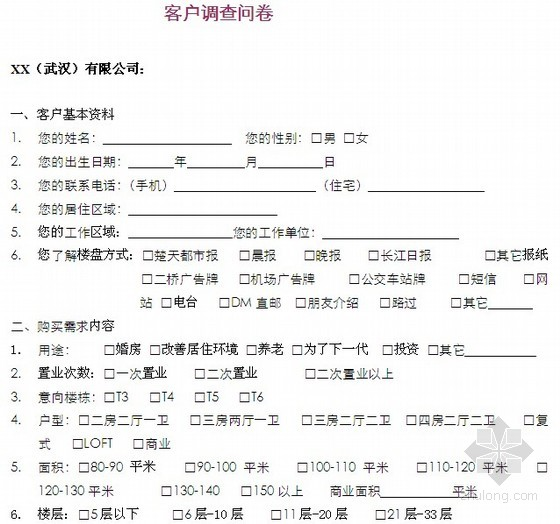 客户调查问卷
XX（武汉）有限公司：
一、客户基本资料
1. 您的姓名：____________ 您的性别：□男 □女
2. 您的出生日期：______年________月________日
3. 您的联系电话：（手机）____________________（住宅）____________________
4. 您的居住区域：____________________
5. 您的工作区域：______________您的工作单位：____________________
6. 您了解楼盘方式：□楚天都市报 □晨报 □晚报 □长江日报 □其它报纸
□二桥广告牌 □机场广告牌 □公交车站牌 □短信 □网
站 □电台 □DM 直邮 □朋友介绍 □路过 □其它______
二、购买需求内容
1. 用途： □婚房 □改善居住环境 □养老 □为了下一代 □投资 □其它________
2. 置业次数：□一次置业 □二次置业 □二次置业以上
3. 意向楼栋：□T3 □T4 □T5 □T6
4. 户型：□二房二厅一卫 □三房两厅一卫 □三房二厅二卫 □四房二厅二卫 □复
式 □LOFT □商业
5. 面积：□80-90 平米 □90-100 平米 □100-110 平米 □110-120 平米 □
120-130 平米 □130-140 □150 以上 商业面积____________平米
6. 楼层：□5 层以下 □6 层-10 层 □11 层-20 层 □21 层-33 层
zhulong.com